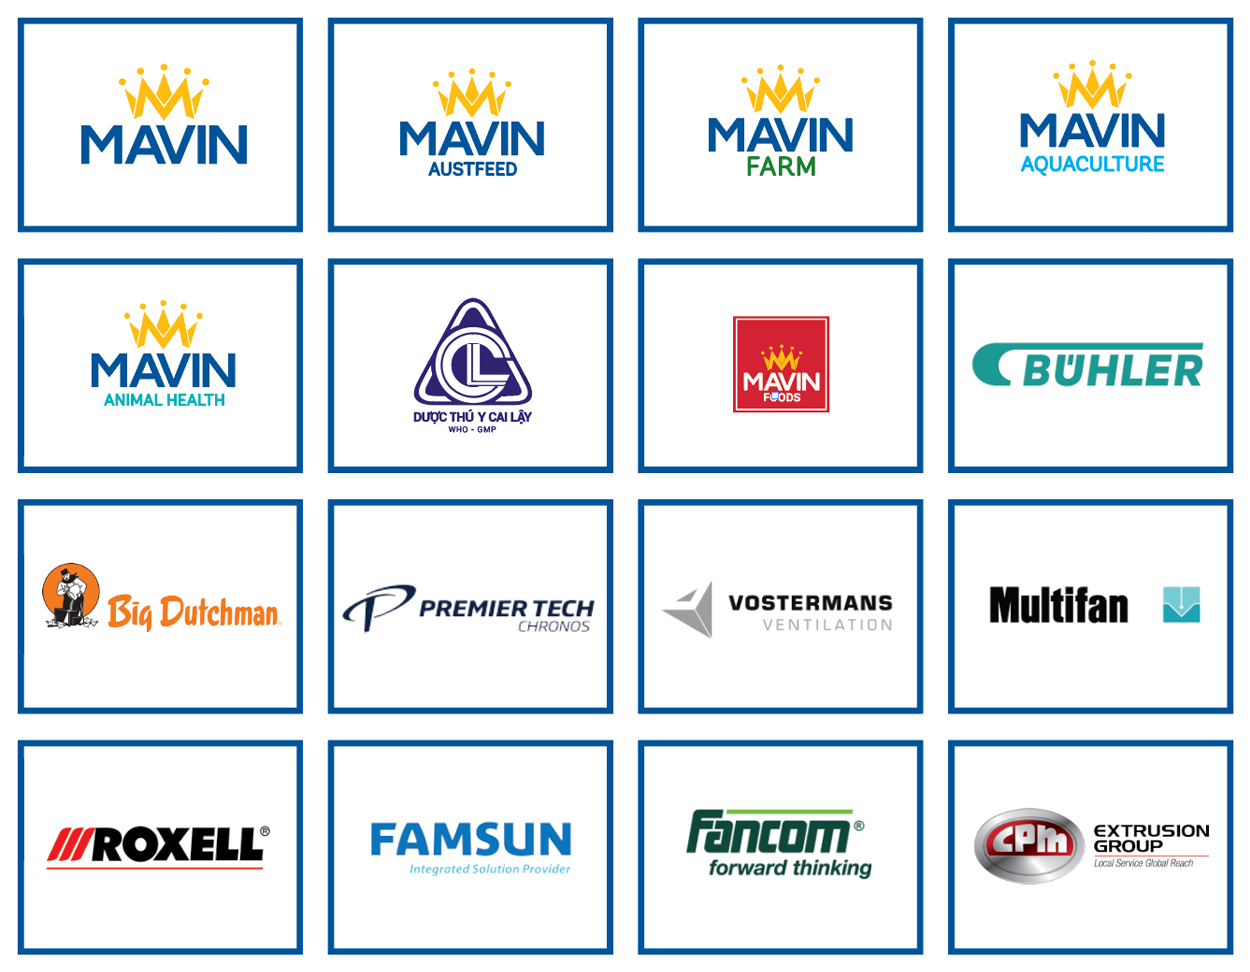 MAVIN
MAVIN
AUSTFEED
MAVIN
FARM
MAVIN
AQUACULTURE
MAVIN
ANIMAL HEALTH
CL
DƯỢC THÚ Y CAI LẬY
WHO - GMP
MAVIN
FOODS
BÜHLER
Big Dutchman
PREMIER TECH
CHRONOS
VOSTERMANS
VENTILATION
Multifan
ROXELL®
FAMSUN
Integrated Solution Provider
Fancom®
forward thinking
CPM
EXTRUSION
GROUP
Local Service Global Reach